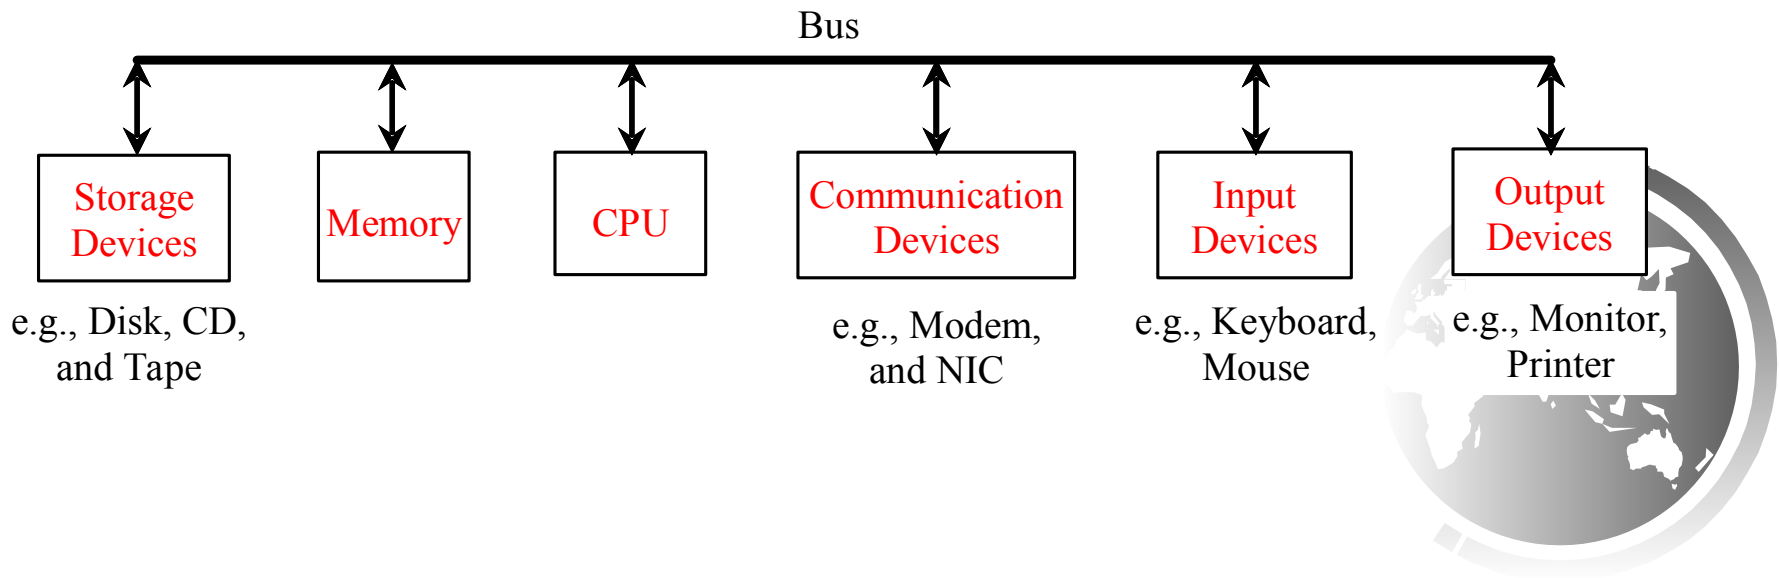 Bus
Storage
Devices
Memory
CPU
Communication
Devices
Input
Devices
Output
Devices
e.g., Disk, CD,
and Tape
e.g., Modem,
and NIC
e.g., Keyboard,
Mouse
e.g., Monitor,
Printer